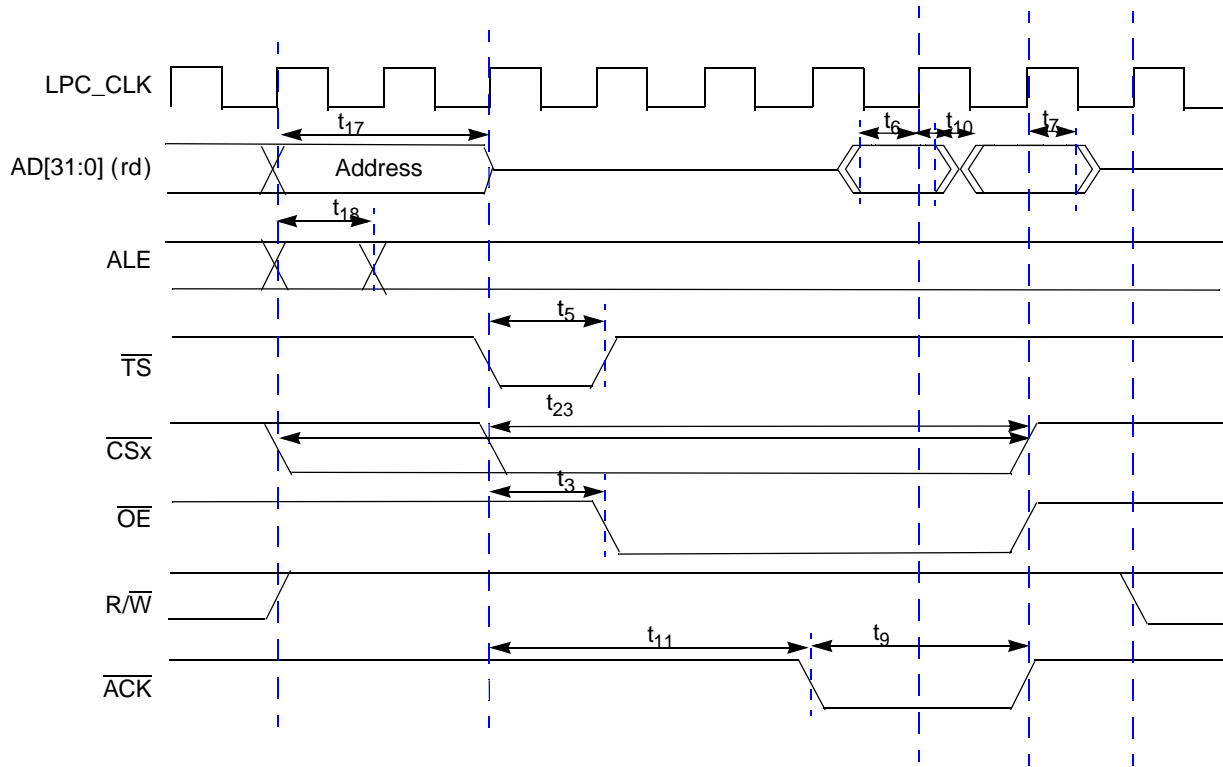 LPC_CLK
t17
t6
t10
t7
AD[31:0] (rd)
Address
t18
ALE
t5
TS
t23
CSx
t3
OE
R/W
t11
t9
ACK